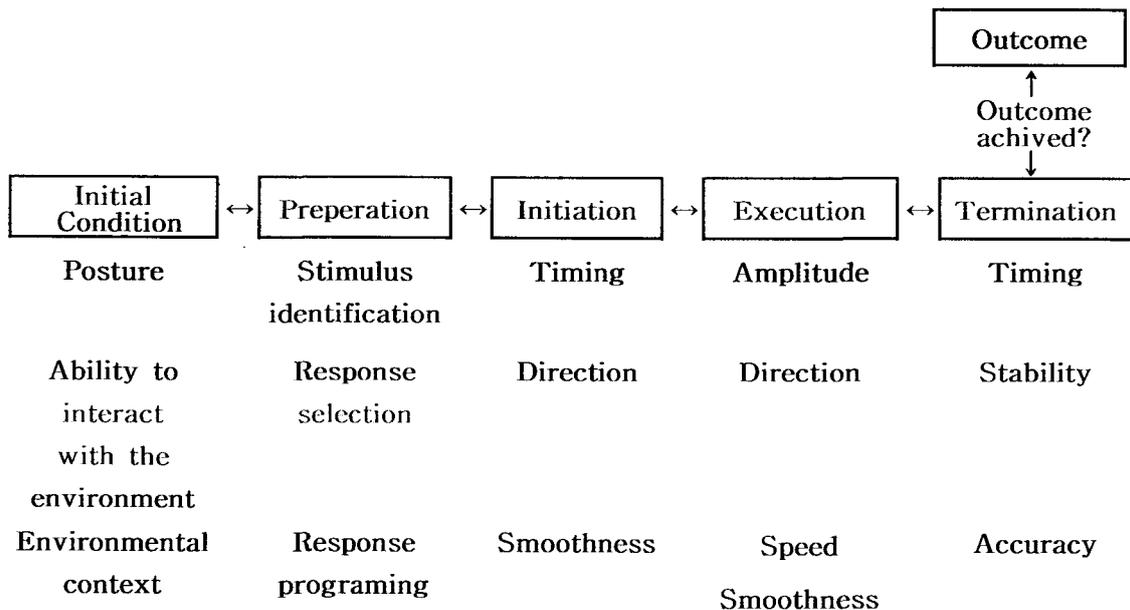 Outcome
Outcome
achived?
Initial
Condition
↔ Preperation ↔ Initiation ↔ Execution ↔ Termination
Posture Stimulus Timing Amplitude Timing
identification
Ability to Response Direction Direction Stability
interact selection
with the
environment
Environmental Response Smoothness Speed Accuracy
context programing Smoothness